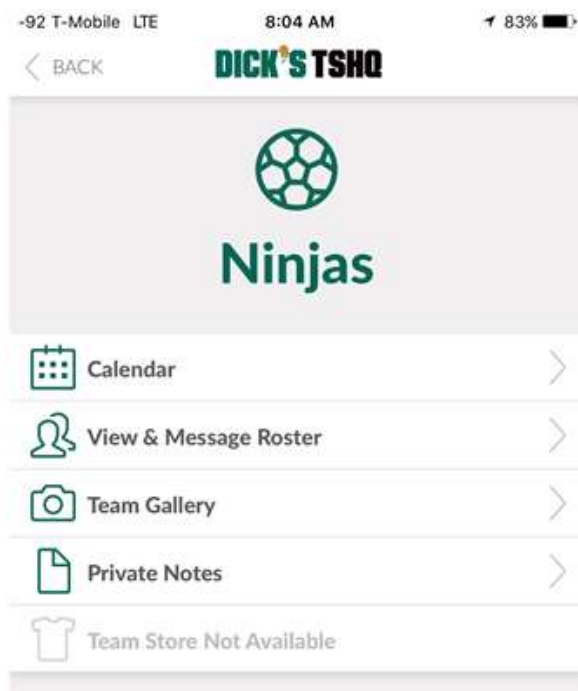 -92 T-Mobile LTE 8:04 AM 83%
BACK DICK'S TSHQ
Ninjas
Calendar
View & Message Roster
Team Gallery
Private Notes
Team Store Not Available